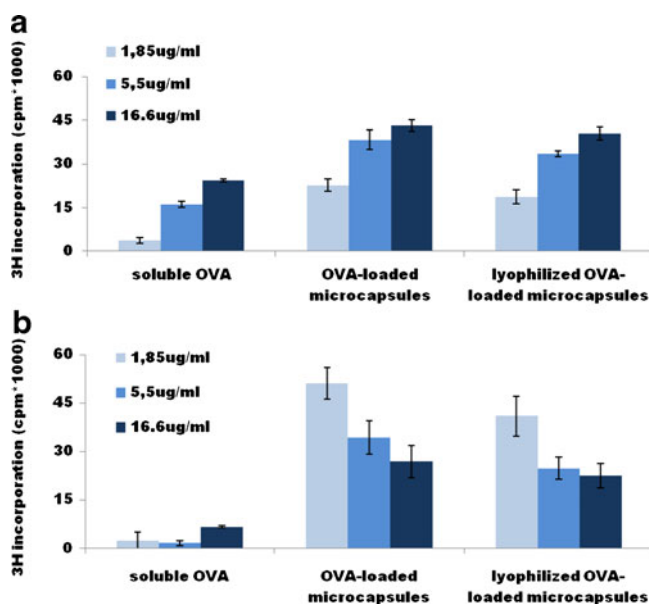 a
3H incorporation (cpm*1000)
1,85ug/ml
5,5ug/ml
16.6ug/ml
60
45
30
15
0
soluble OVA
OVA-loaded
microcapsules
lyophilized OVA-
loaded microcapsules
b
3H incorporation (cpm*1000)
1,85ug/ml
5,5ug/ml
16.6ug/ml
60
45
30
15
0
soluble OVA
OVA-loaded
microcapsules
lyophilized OVA-
loaded microcapsules